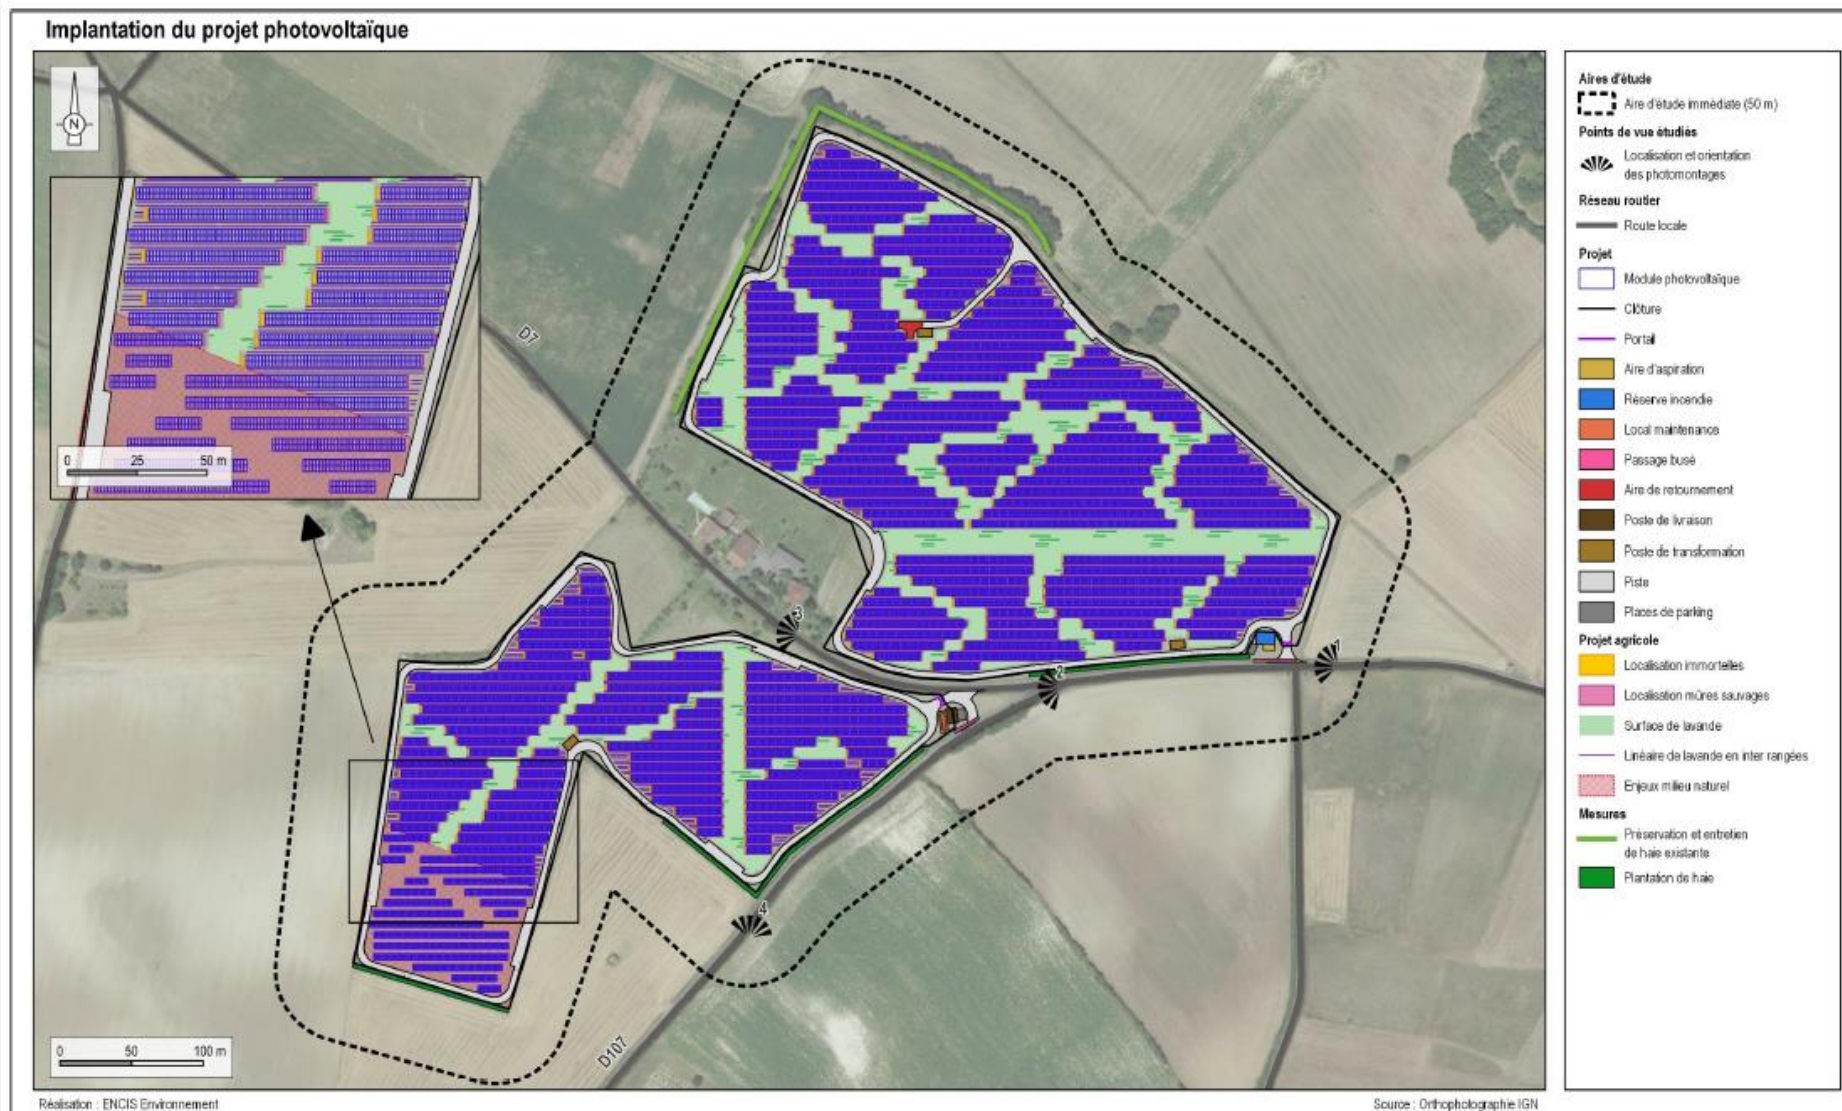 Implantation du projet photovoltaïque
N
D7
0 25 50 m
3
2
1
4
D107
0 50 100 m
Aires d'étude
Aire d'étude immédiate (50 m)
Points de vue étudiés
Localisation et orientation
des photomontages
Réseau routier
Route locale
Projet
Module photovoltaïque
Clôture
Portail
Aire d'aspiration
Réserve incendie
Local maintenance
Passage busé
Aire de retournement
Poste de livraison
Poste de transformation
Piste
Places de parking
Projet agricole
Localisation immortelles
Localisation mûres sauvages
Surface de lavande
Linéaire de lavande en inter rangées
Enjeux milieu naturel
Mesures
Préservation et entretien
de haie existante
Plantation de haie
Réalisation : ENCIS Environnement
Source : Orthophotographie IGN